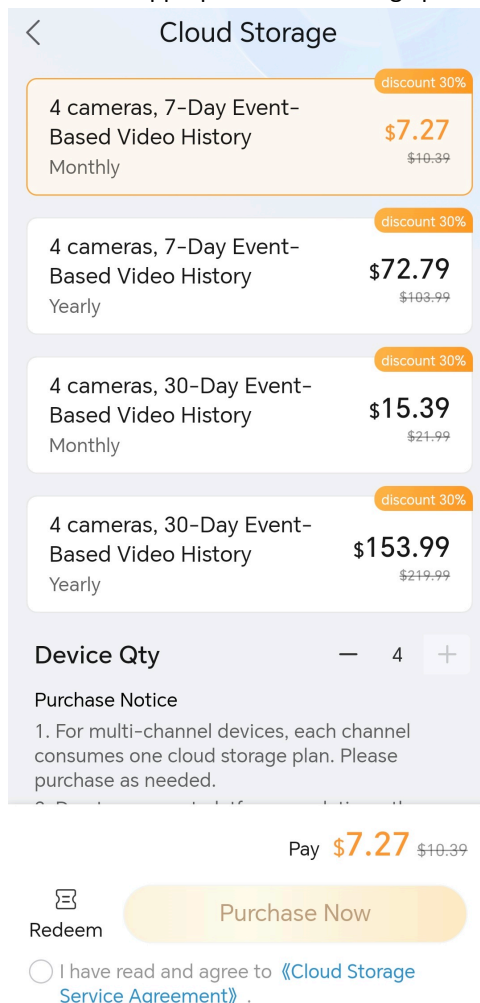 Cloud Storage
discount 30%
4 cameras, 7-Day Event-
Based Video History
Monthly
$7.27
$10.39
discount 30%
4 cameras, 7-Day Event-
Based Video History
Yearly
$72.79
$103.99
discount 30%
4 cameras, 30-Day Event-
Based Video History
Monthly
$15.39
$21.99
discount 30%
4 cameras, 30-Day Event-
Based Video History
Yearly
$153.99
$219.99
Device Qty
— 4 +
Purchase Notice
1. For multi-channel devices, each channel
consumes one cloud storage plan. Please
purchase as needed.
Pay $7.27 $10.39
Redeem
Purchase Now
I have read and agree to 《Cloud Storage
Service Agreement》 .